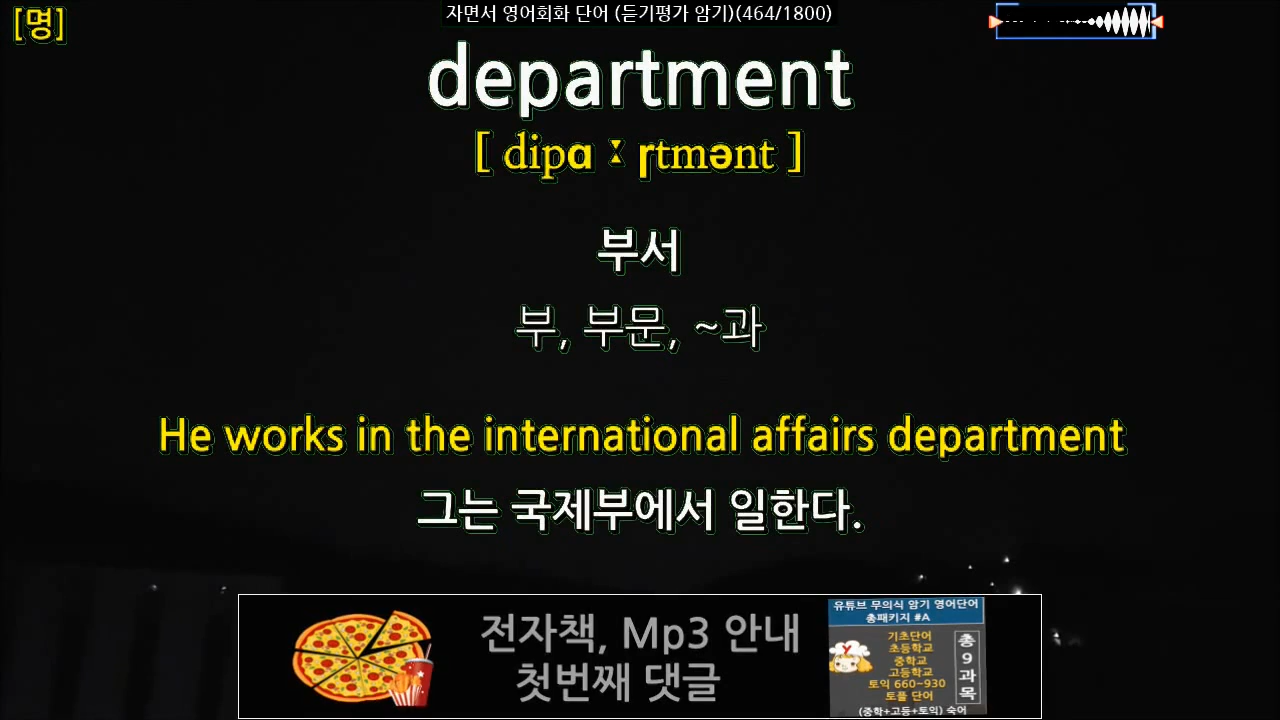 [명]
자면서 영어회화 단어 (듣기평가 암기)(464/1800)
department
[ dipɑːrtmənt ]
부서
부, 부문, ~과
He works in the international affairs department
그는 국제부에서 일한다.
전자책, Mp3 안내
첫번째 댓글
유튜브 무의식 암기 영어단어
총패키지 #A
기초단어
초등학교
중학교
고등학교
토익 660~930
토플 단어
(중학+고등+토익) 숙어
총
9
과
목